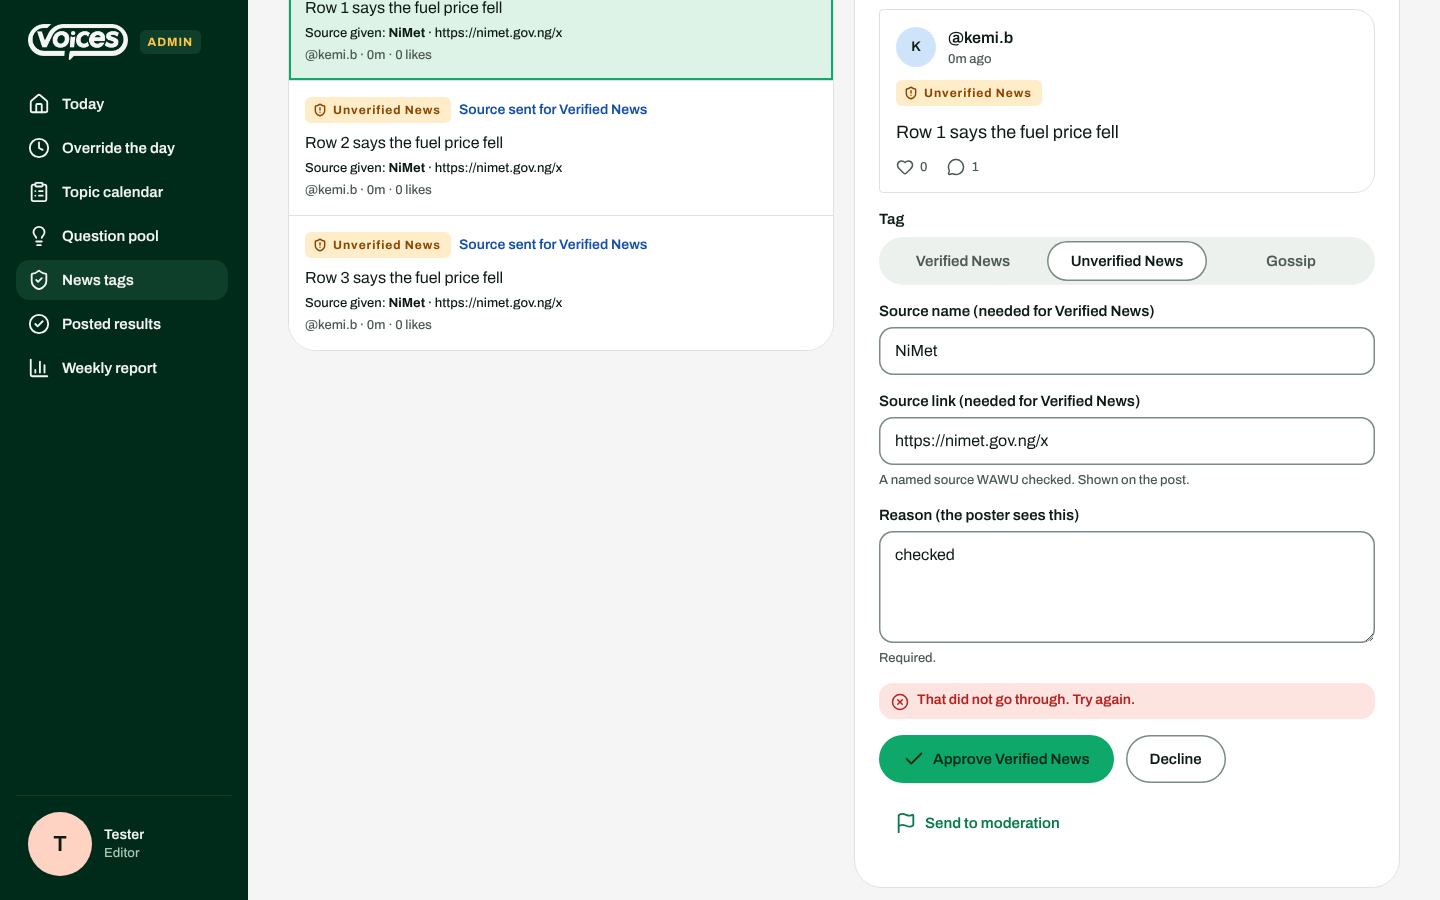 Voices
ADMIN
Today
Override the day
Topic calendar
Question pool
News tags
Posted results
Weekly report
T
Tester
Editor
Row 1 says the fuel price fell
Source given: NiMet · https://nimet.gov.ng/x
@kemi.b · 0m · 0 likes
Unverified News Source sent for Verified News
Row 2 says the fuel price fell
Source given: NiMet · https://nimet.gov.ng/x
@kemi.b · 0m · 0 likes
Unverified News Source sent for Verified News
Row 3 says the fuel price fell
Source given: NiMet · https://nimet.gov.ng/x
@kemi.b · 0m · 0 likes
K
@kemi.b
0m ago
Unverified News
Row 1 says the fuel price fell
0 1
Tag
Verified News Unverified News Gossip
Source name (needed for Verified News)
NiMet
Source link (needed for Verified News)
https://nimet.gov.ng/x
A named source WAWU checked. Shown on the post.
Reason (the poster sees this)
checked
Required.
That did not go through. Try again.
Approve Verified News Decline
Send to moderation